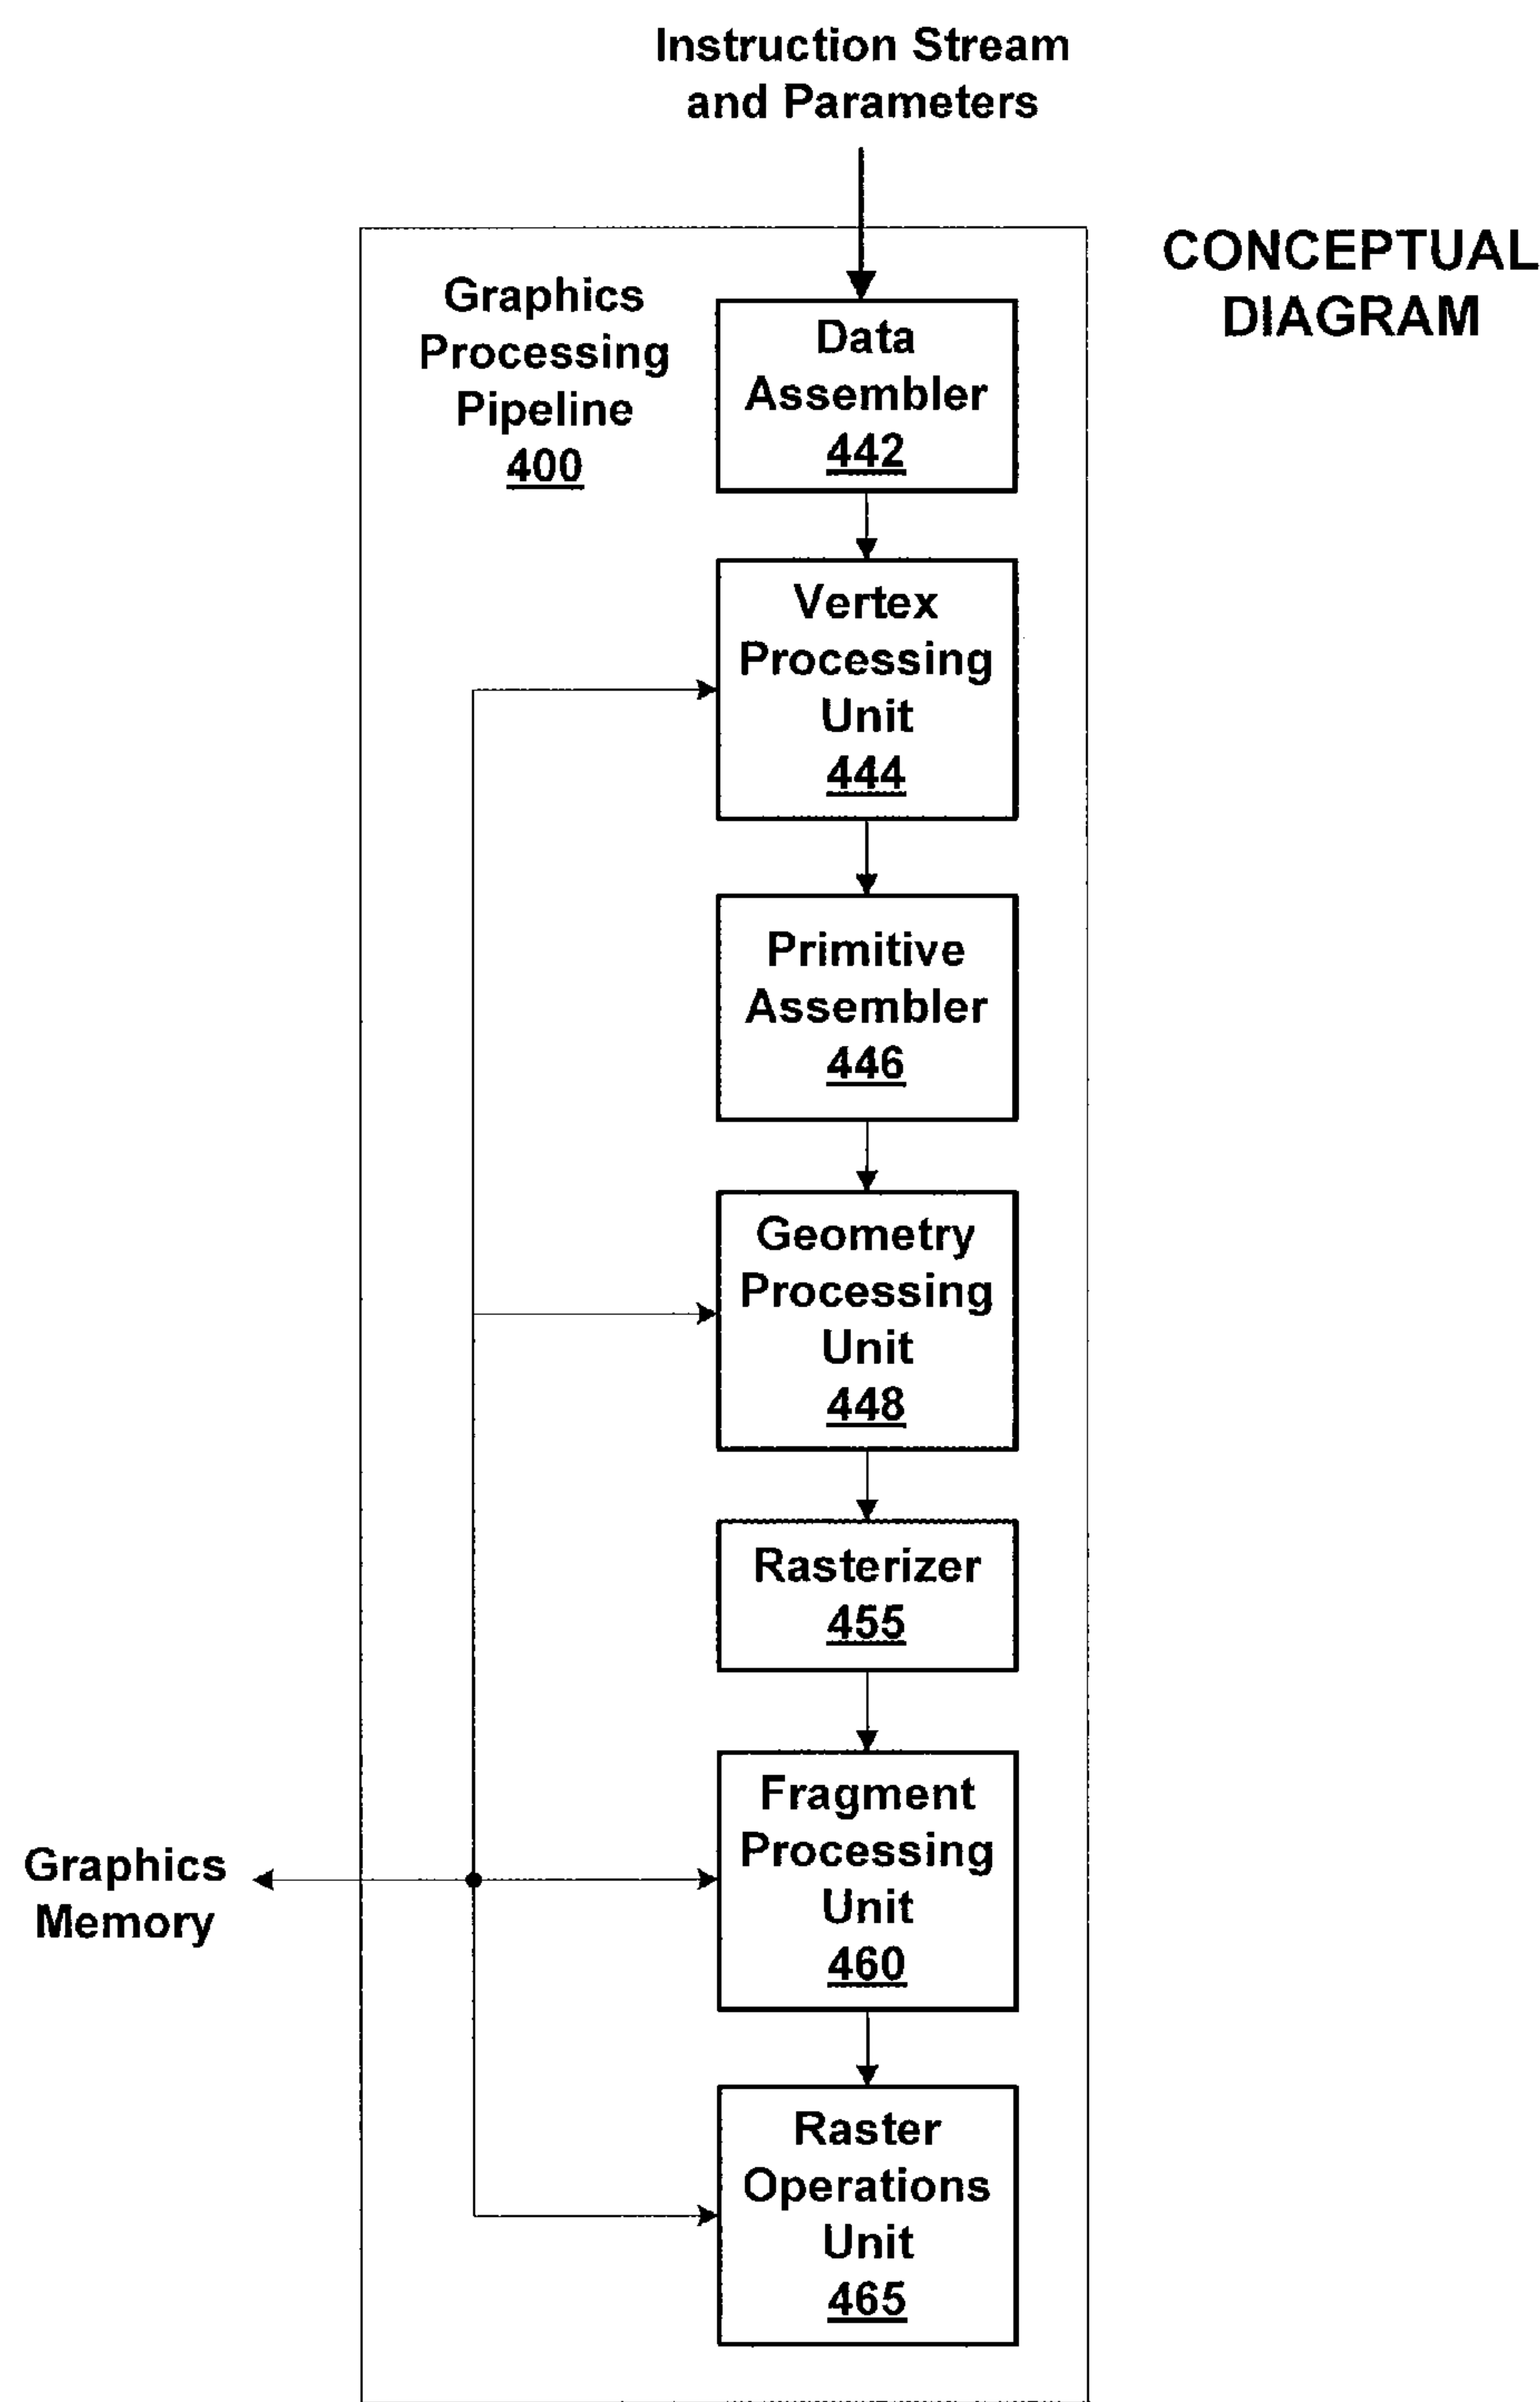 Instruction Stream
and Parameters
CONCEPTUAL
DIAGRAM
Graphics
Processing
Pipeline
400
Data
Assembler
442
Vertex
Processing
Unit
444
Primitive
Assembler
446
Geometry
Processing
Unit
448
Rasterizer
455
Fragment
Processing
Unit
460
Graphics
Memory
Raster
Operations
Unit
465